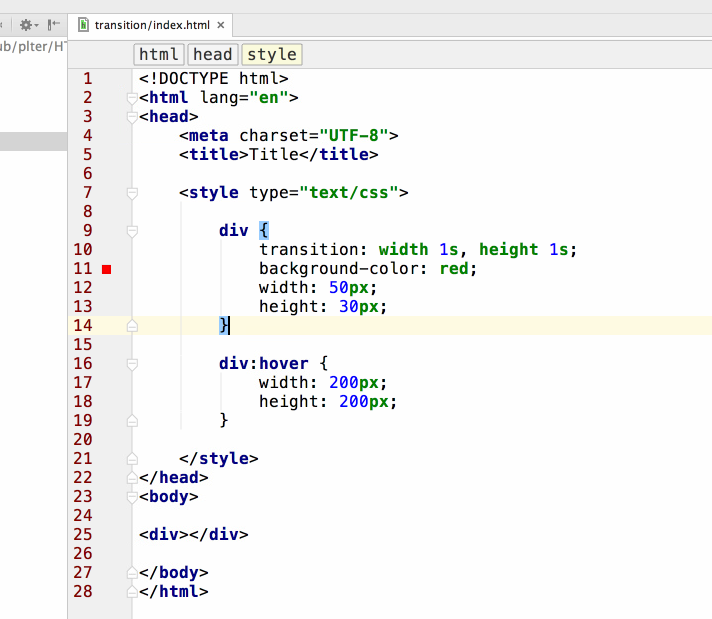 transition/index.html
ub/plter/HT
html head style
1 <!DOCTYPE html>
2 <html lang="en">
3 <head>
4 <meta charset="UTF-8">
5 <title>Title</title>
6
7 <style type="text/css">
8
9 div {
10 transition: width 1s, height 1s;
11 background-color: red;
12 width: 50px;
13 height: 30px;
14 }
15
16 div:hover {
17 width: 200px;
18 height: 200px;
19 }
20
21 </style>
22 </head>
23 <body>
24
25 <div></div>
26
27 </body>
28 </html>